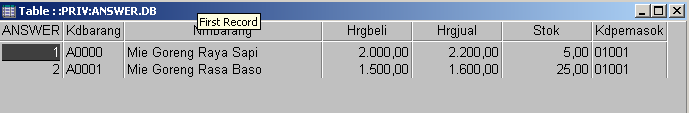 Table : :PRIV:ANSWER.DB
First Record
ANSWER Kdbarang Hrgbeli Hrgjual Stok Kdpemasok
1 A0000 Mie Goreng Raya Sapi 2.000,00 2.200,00 5,00 01001
2 A0001 Mie Goreng Rasa Baso 1.500,00 1.600,00 25,00 01001